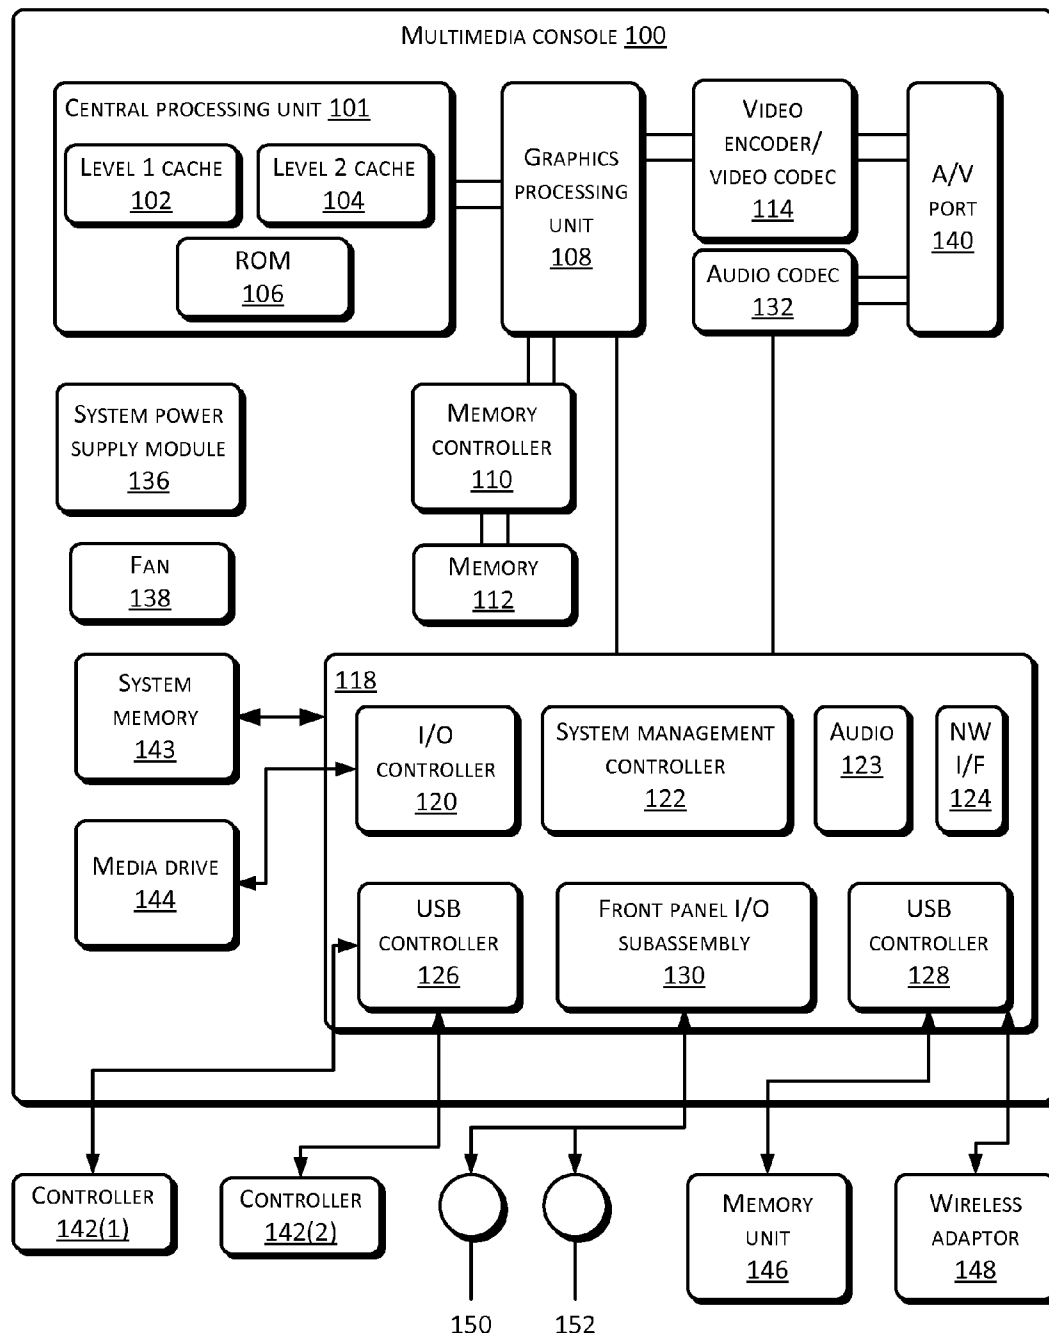 MULTIMEDIA CONSOLE 100
CENTRAL PROCESSING UNIT 101
LEVEL 1 CACHE
102
LEVEL 2 CACHE
104
ROM
106
GRAPHICS
PROCESSING
UNIT
108
VIDEO
ENCODER/
VIDEO CODEC
114
A/V
PORT
140
AUDIO CODEC
132
SYSTEM POWER
SUPPLY MODULE
136
MEMORY
CONTROLLER
110
FAN
138
MEMORY
112
SYSTEM
MEMORY
143
118
I/O
CONTROLLER
120
SYSTEM MANAGEMENT
CONTROLLER
122
AUDIO
123
NW
I/F
124
MEDIA DRIVE
144
USB
CONTROLLER
126
FRONT PANEL I/O
SUBASSEMBLY
130
USB
CONTROLLER
128
CONTROLLER
142(1)
CONTROLLER
142(2)
150
152
MEMORY
UNIT
146
WIRELESS
ADAPTOR
148